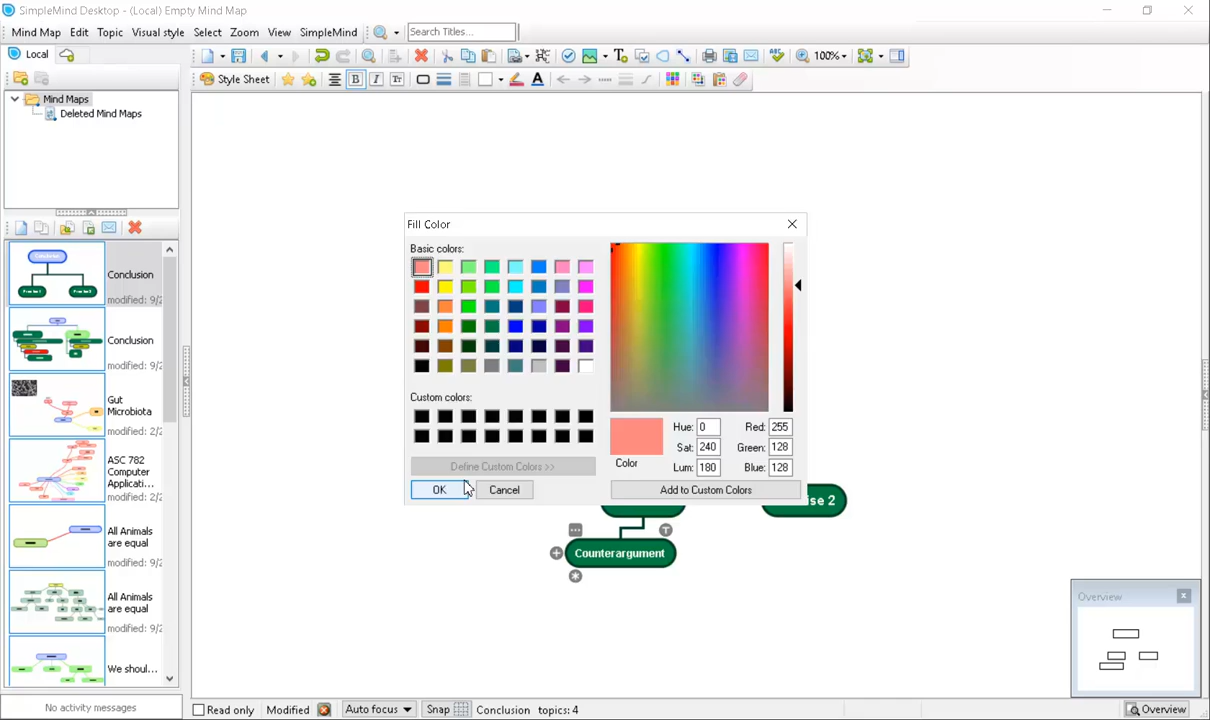 SimpleMind Desktop - (Local) Empty Mind Map
Mind Map Edit Topic Visual style Select Zoom View SimpleMind Search Titles...
Local
100%
Style Sheet
Mind Maps
Deleted Mind Maps
Conclusion
modified: 9/2
Conclusion
modified: 9/2
Gut
Microbiota
modified: 2/2
ASC 782
Computer
Applicati...
modified: 9/2
All Animals
are equal
modified: 9/2
All Animals
are equal
modified: 9/2
We shoul...
No activity messages
Fill Color
Basic colors:
Custom colors:
Define Custom Colors >>
OK Cancel
Hue: 0 Red: 255
Sat: 240 Green: 128
Lum: 180 Blue: 128
Color
Add to Custom Colors
ise 2
Counterargument
Overview
Read only Modified Auto focus Snap Conclusion topics: 4 Overview